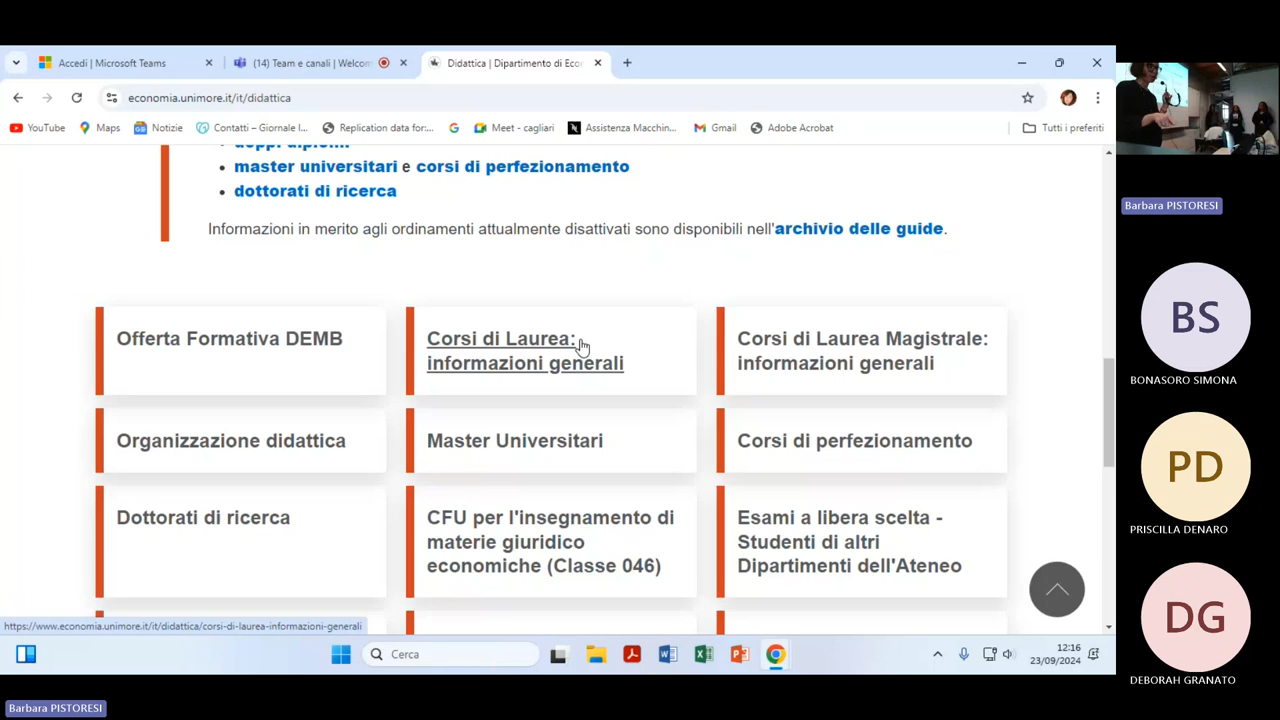 Accedi | Microsoft Teams
(14) Team e canali | Welcom
Didattica | Dipartimento di Eco
economia.unimore.it/it/didattica
YouTube
Maps
Notizie
Contatti – Giornale I...
Replication data for:...
Meet - cagliari
Assistenza Macchin...
Gmail
Adobe Acrobat
Tutti i preferiti
master universitari e corsi di perfezionamento
dottorati di ricerca
Informazioni in merito agli ordinamenti attualmente disattivati sono disponibili nell'archivio delle guide.
Offerta Formativa DEMB
Corsi di Laurea:
informazioni generali
Corsi di Laurea Magistrale:
informazioni generali
Organizzazione didattica
Master Universitari
Corsi di perfezionamento
Dottorati di ricerca
CFU per l'insegnamento di
materie giuridico
economiche (Classe 046)
Esami a libera scelta -
Studenti di altri
Dipartimenti dell'Ateneo
https://www.economia.unimore.it/it/didattica/corsi-di-laurea-informazioni-generali
Cerca
12:16
23/09/2024
Barbara PISTORESI
Barbara PISTORESI
BS
BONASORO SIMONA
PD
PRISCILLA DENARO
DG
DEBORAH GRANATO